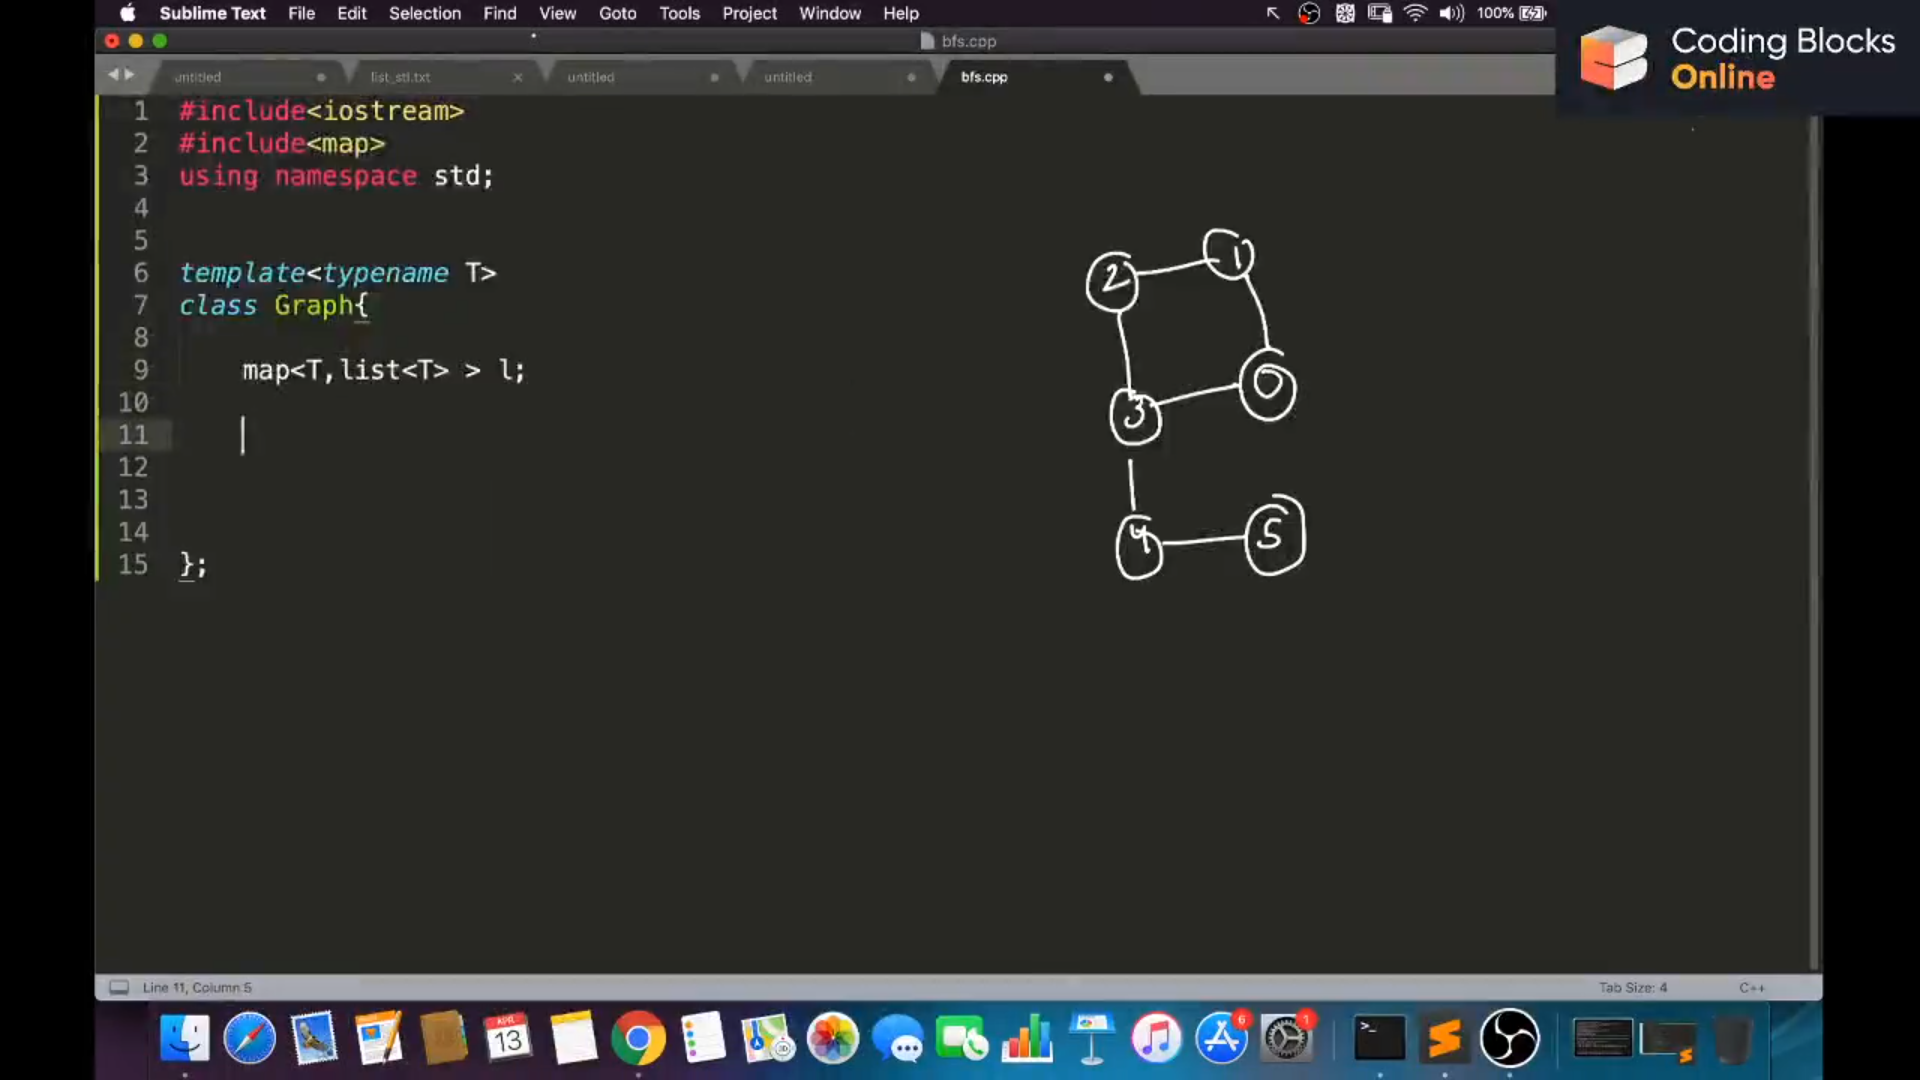 Sublime Text File Edit Selection Find View Goto Tools Project Window Help 100%
bfs.cpp
Coding Blocks
Online
untitled list_stl.txt untitled untitled bfs.cpp
1 #include<iostream>
2 #include<map>
3 using namespace std;
4
5
6 template<typename T>
7 class Graph{
8
9 map<T,list<T> > l;
10
11
12
13
14
15 };
2 1
3 0
4 5
Line 11, Column 5 Tab Size: 4 C++
APR
13
6
1
>_